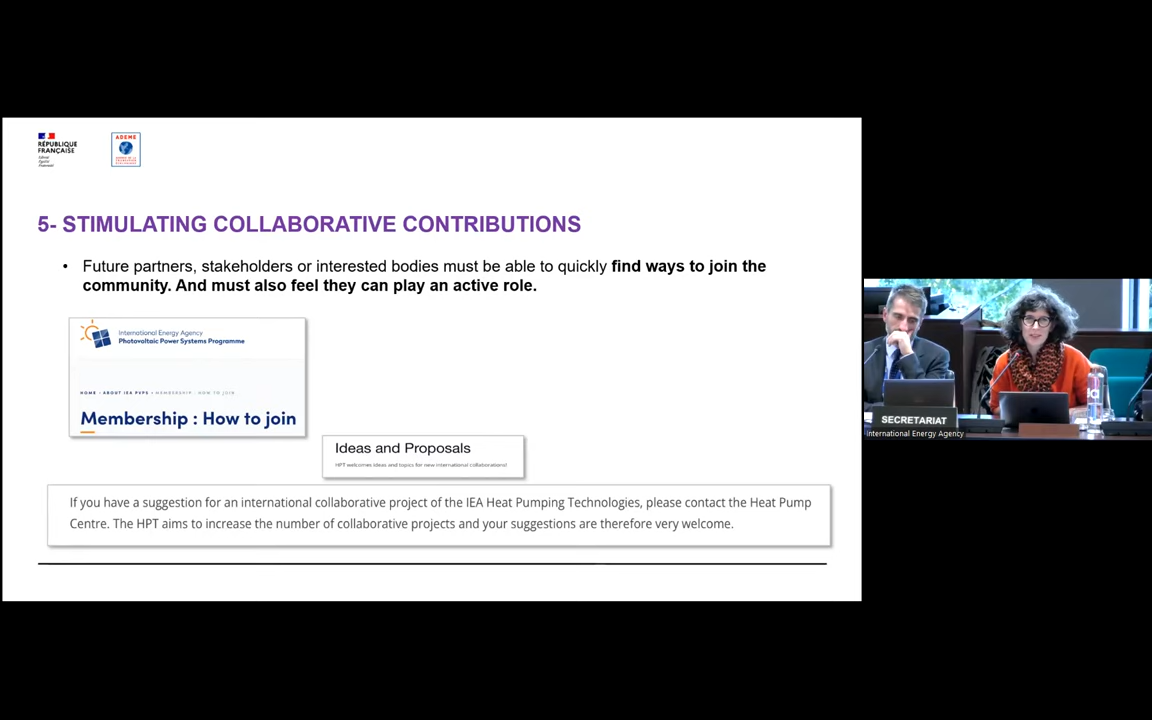 RÉPUBLIQUE
FRANÇAISE
Liberté
Égalité
Fraternité
ADEME
5- STIMULATING COLLABORATIVE CONTRIBUTIONS
• Future partners, stakeholders or interested bodies must be able to quickly find ways to join the
community. And must also feel they can play an active role.
International Energy Agency
Photovoltaic Power Systems Programme
HOME • ABOUT IEA PVPS • MEMBERSHIP : HOW TO JOIN
Membership : How to join
Ideas and Proposals
HPT welcomes ideas and topics for new international collaborations!
If you have a suggestion for an international collaborative project of the IEA Heat Pumping Technologies, please contact the Heat Pump
Centre. The HPT aims to increase the number of collaborative projects and your suggestions are therefore very welcome.
SECRETARIAT
International Energy Agency